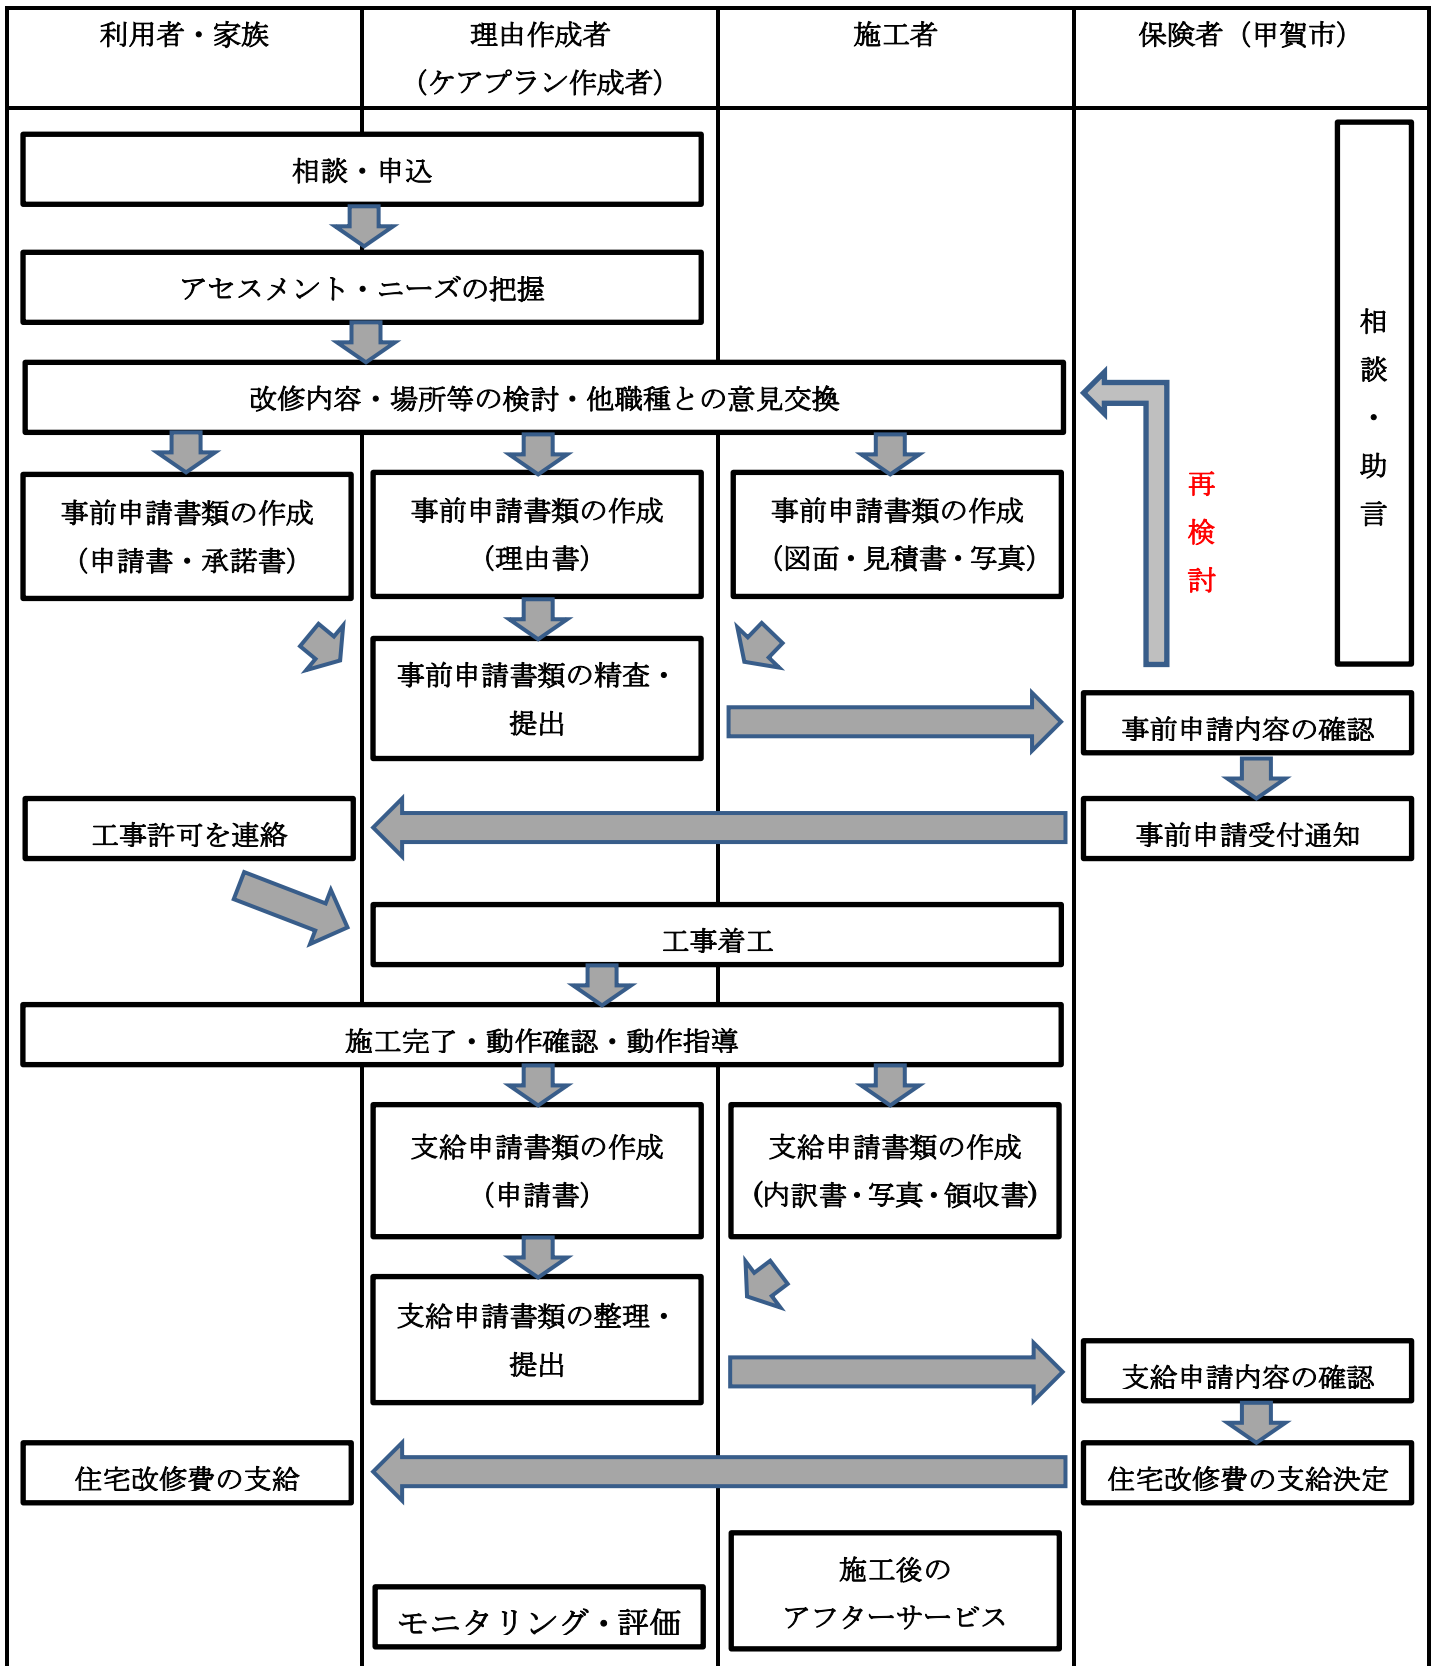 利用者・家族
理由作成者
（ケアプラン作成者）
施工者
保険者（甲賀市）
相談・申込
アセスメント・ニーズの把握
改修内容・場所等の検討・他職種との意見交換
相談・助言
再検討
事前申請書類の作成
（申請書・承諾書）
事前申請書類の作成
（理由書）
事前申請書類の作成
（図面・見積書・写真）
事前申請書類の精査・
提出
事前申請内容の確認
工事許可を連絡
事前申請受付通知
工事着工
施工完了・動作確認・動作指導
支給申請書類の作成
（申請書）
支給申請書類の作成
(内訳書・写真・領収書)
支給申請書類の整理・
提出
支給申請内容の確認
住宅改修費の支給
住宅改修費の支給決定
施工後の
アフターサービス
モニタリング・評価